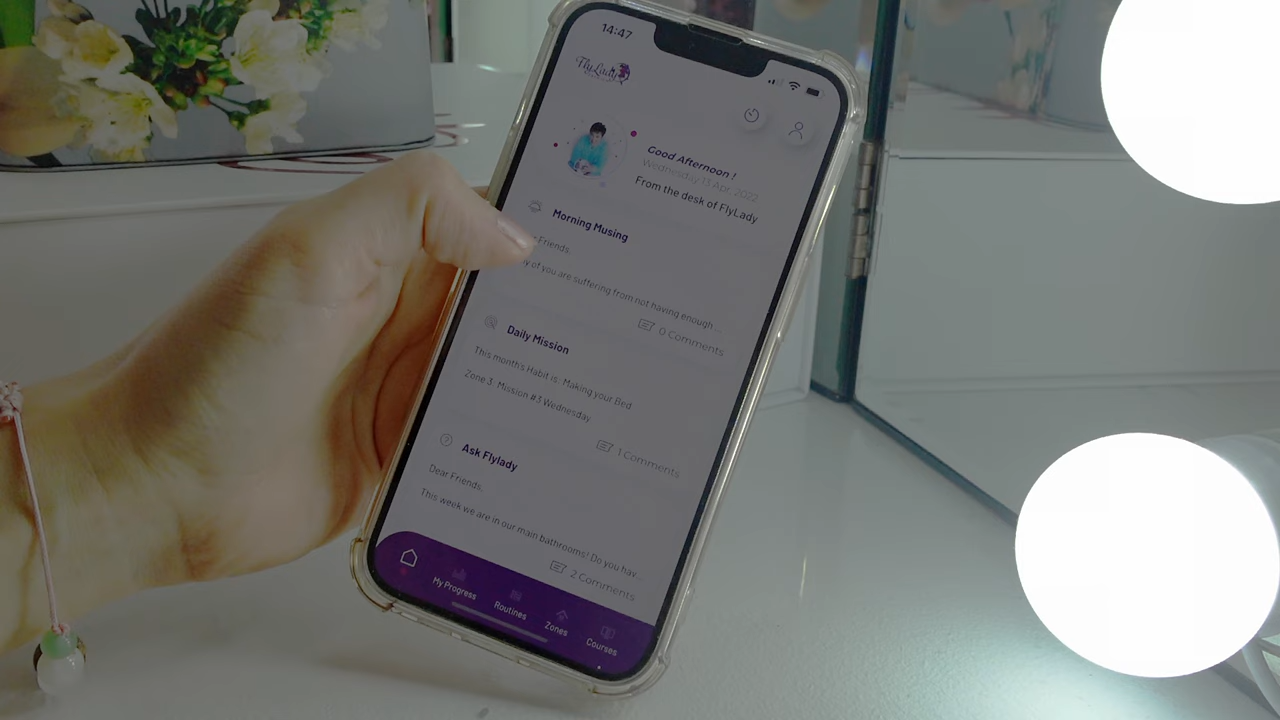 14:47
FlyLady
Good Afternoon !
Wednesday 13 Apr, 2022
From the desk of FlyLady
Morning Musing
Friends,
of you are suffering from not having enough ...
0 Comments
Daily Mission
This month's Habit is: Making your Bed
Zone 3 Mission #3 Wednesday
1 Comments
Ask Flylady
Dear Friends,
This week we are in our main bathrooms! Do you hav...
2 Comments
My Progress
Routines
Zones
Courses